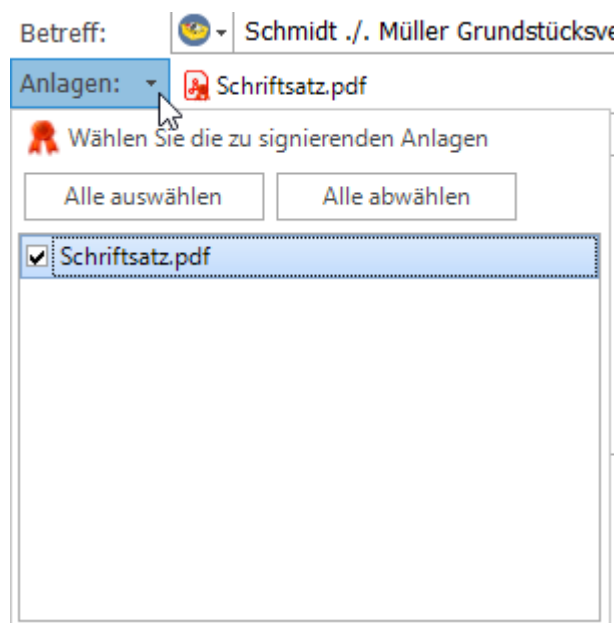 Betreff: Schmidt ./. Müller Grundstücksve
Anlagen: Schriftsatz.pdf
Wählen Sie die zu signierenden Anlagen
Alle auswählen Alle abwählen
Schriftsatz.pdf